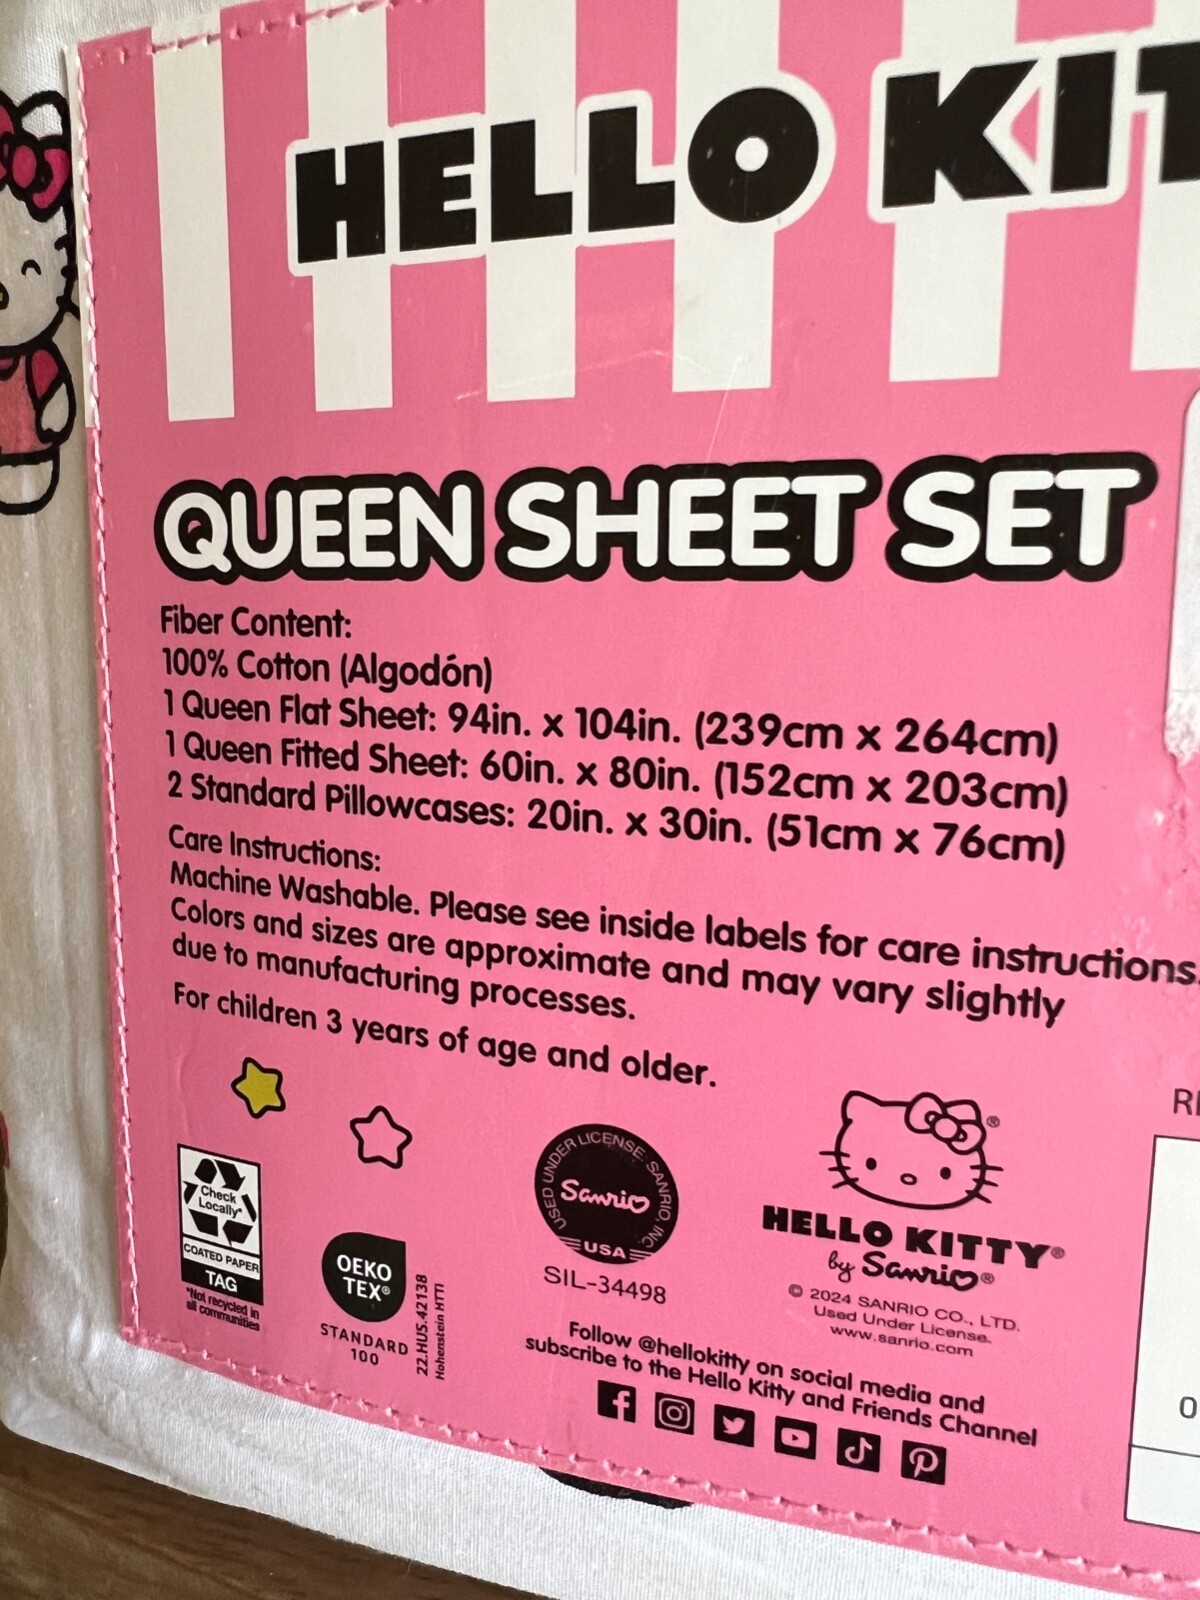 HELLO KIT
QUEEN SHEET SET
Fiber Content:
100% Cotton (Algodón)
1 Queen Flat Sheet: 94in. x 104in. (239cm x 264cm)
1 Queen Fitted Sheet: 60in. x 80in. (152cm x 203cm)
2 Standard Pillowcases: 20in. x 30in. (51cm x 76cm)
Care Instructions:
Machine Washable. Please see inside labels for care instructions.
Colors and sizes are approximate and may vary slightly
due to manufacturing processes.
For children 3 years of age and older.
Check
Locally*
COATED PAPER
TAG
*Not recycled in
all communities
OEKO
TEX®
STANDARD
100
22.HUS.42138
Hohenstein HTTI
USED UNDER LICENSE: SANRIO, INC.
Sanrio
USA
SIL-34498
®
HELLO KITTY®
by Sanrio®
© 2024 SANRIO CO., LTD.
Used Under License.
www.sanrio.com
Follow @hellokitty on social media and
subscribe to the Hello Kitty and Friends Channel
0